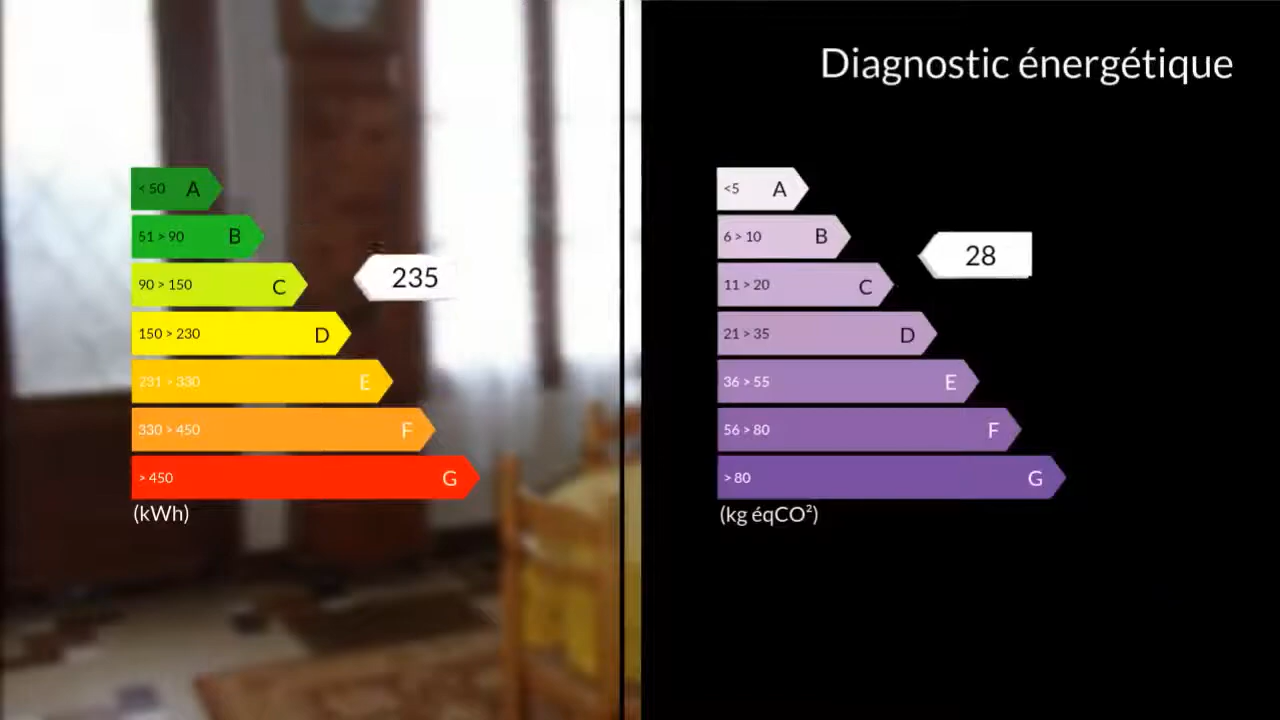 Diagnostic énergétique
< 50 A
51 > 90 B
90 > 150 C
150 > 230 D
231 > 330 E
330 > 450 F
> 450 G
(kWh)
235
<5 A
6 > 10 B
11 > 20 C
21 > 35 D
36 > 55 E
56 > 80 F
> 80 G
(kg éqCO²)
28